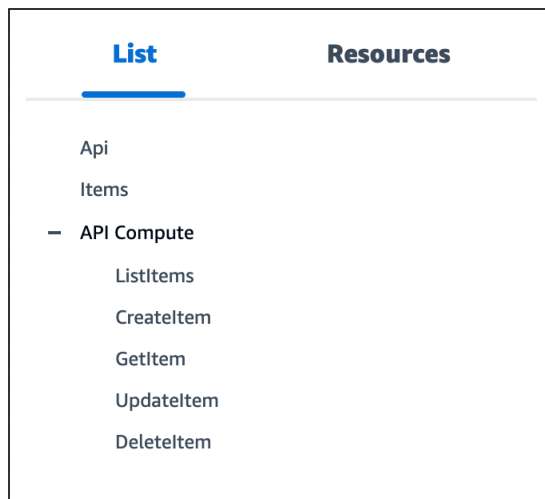 List Resources
Api
Items
− API Compute
ListItems
CreateItem
GetItem
UpdateItem
DeleteItem